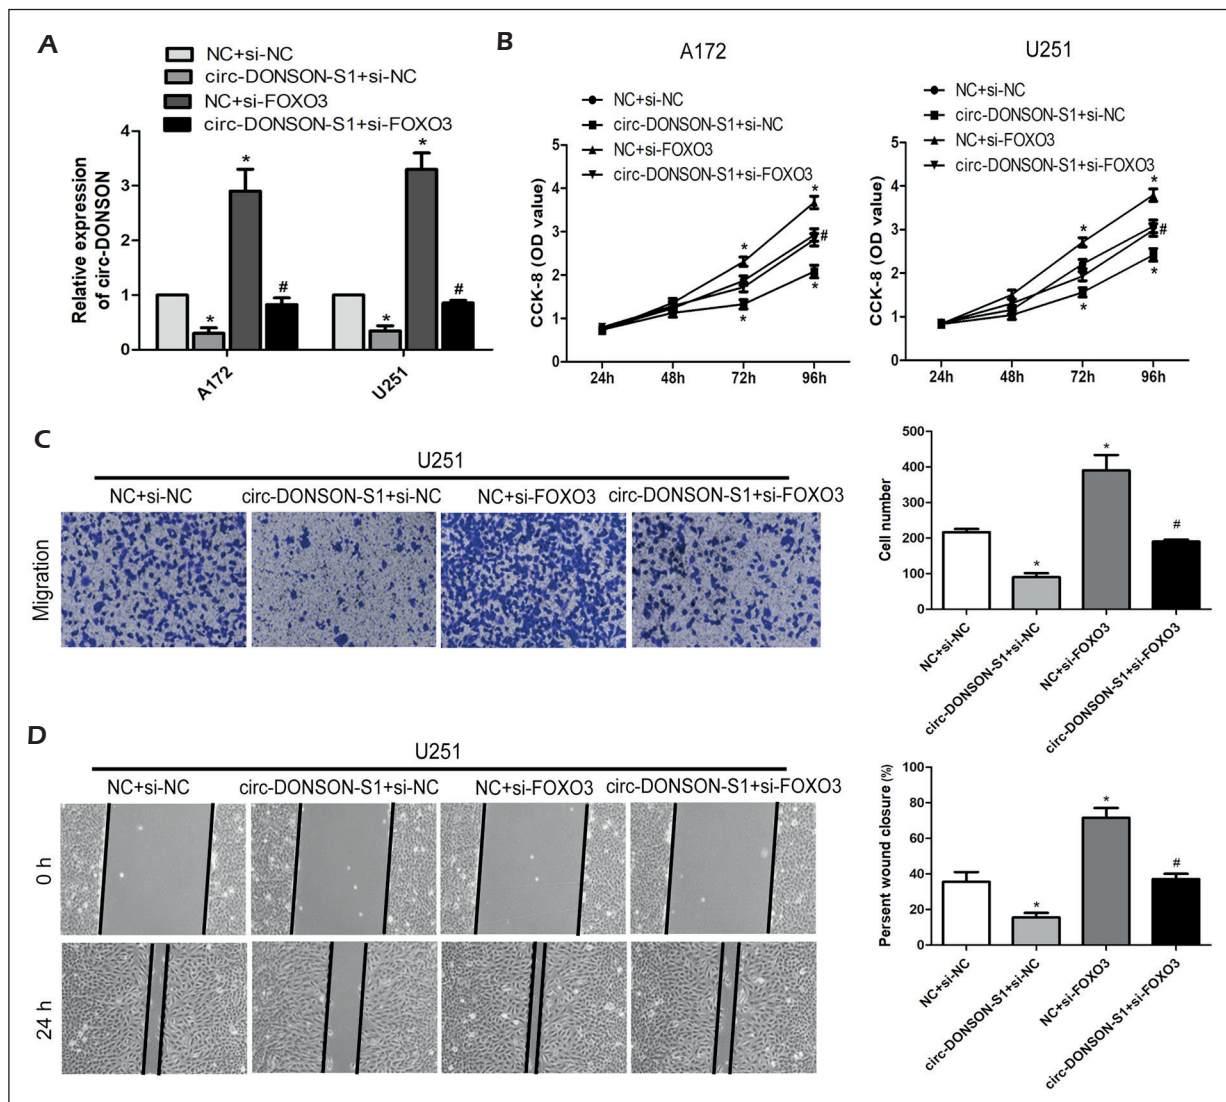 A
NC+si-NC
circ-DONSON-S1+si-NC
NC+si-FOXO3
circ-DONSON-S1+si-FOXO3
Relative expression
of circ-DONSON
4
3
2
1
0
*
*
#
*
*
#
A172
U251
B
A172
NC+si-NC
circ-DONSON-S1+si-NC
NC+si-FOXO3
circ-DONSON-S1+si-FOXO3
CCK-8 (OD value)
5
4
3
2
1
0
*
*
*
#
*
24h
48h
72h
96h
U251
NC+si-NC
circ-DONSON-S1+si-NC
NC+si-FOXO3
circ-DONSON-S1+si-FOXO3
CCK-8 (OD value)
5
4
3
2
1
0
*
*
*
#
*
24h
48h
72h
96h
C
U251
NC+si-NC
circ-DONSON-S1+si-NC
NC+si-FOXO3
circ-DONSON-S1+si-FOXO3
Migration
Cell number
500
400
300
200
100
0
*
*
#
NC+si-NC
circ-DONSON-S1+si-NC
NC+si-FOXO3
circ-DONSON-S1+si-FOXO3
D
U251
NC+si-NC
circ-DONSON-S1+si-NC
NC+si-FOXO3
circ-DONSON-S1+si-FOXO3
0 h
24 h
Persent wound closure (%)
100
80
60
40
20
0
*
*
#
NC+si-NC
circ-DONSON-S1+si-NC
NC+si-FOXO3
circ-DONSON-S1+si-FOXO3